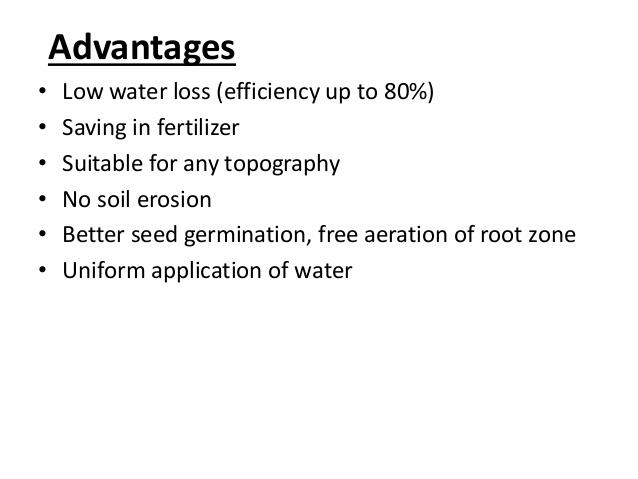 Advantages
• Low water loss (efficiency up to 80%)
• Saving in fertilizer
• Suitable for any topography
• No soil erosion
• Better seed germination, free aeration of root zone
• Uniform application of water